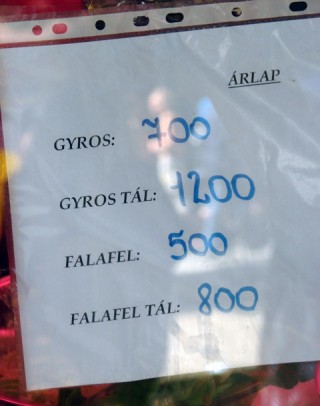 ÁRLAP
GYROS: 700
GYROS TÁL: 1200
FALAFEL: 500
FALAFEL TÁL: 800